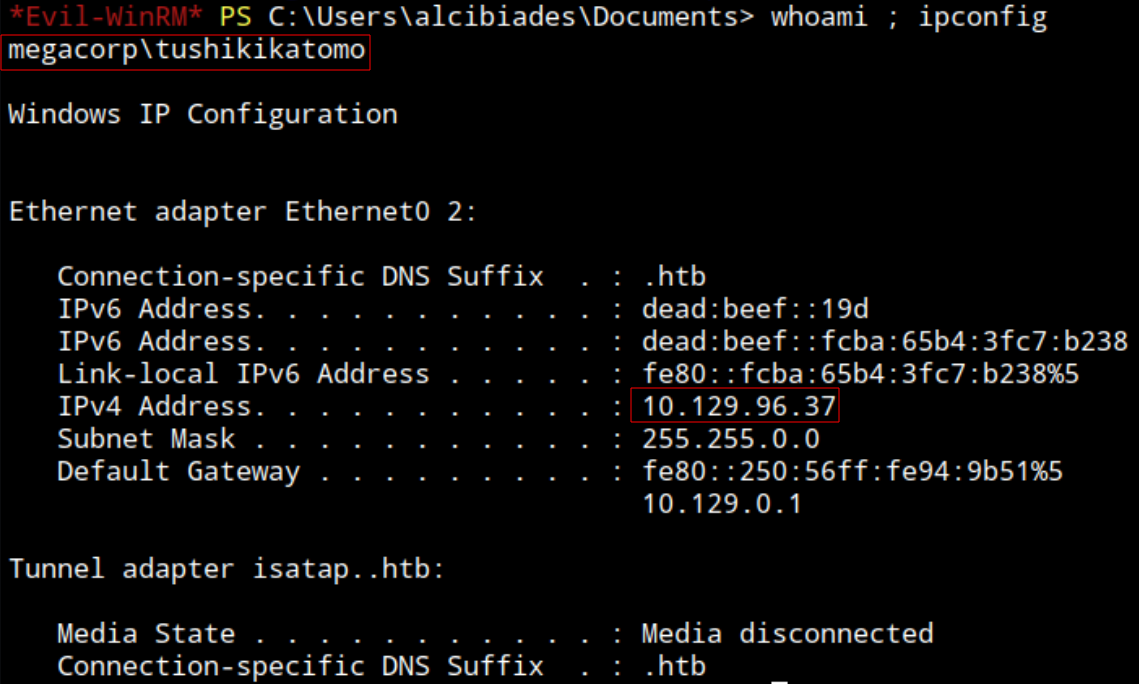 *Evil-WinRM* PS C:\Users\alcibiades\Documents> whoami ; ipconfig
megacorp\tushikikatomo
Windows IP Configuration
Ethernet adapter Ethernet0 2:
Connection-specific DNS Suffix  . : .htb
IPv6 Address. . . . . . . . . . . : dead:beef::19d
IPv6 Address. . . . . . . . . . . : dead:beef::fcba:65b4:3fc7:b238
Link-local IPv6 Address . . . . . : fe80::fcba:65b4:3fc7:b238%5
IPv4 Address. . . . . . . . . . . : 10.129.96.37
Subnet Mask . . . . . . . . . . . : 255.255.0.0
Default Gateway . . . . . . . . . : fe80::250:56ff:fe94:9b51%5
10.129.0.1
Tunnel adapter isatap..htb:
Media State . . . . . . . . . . . : Media disconnected
Connection-specific DNS Suffix  . : .htb